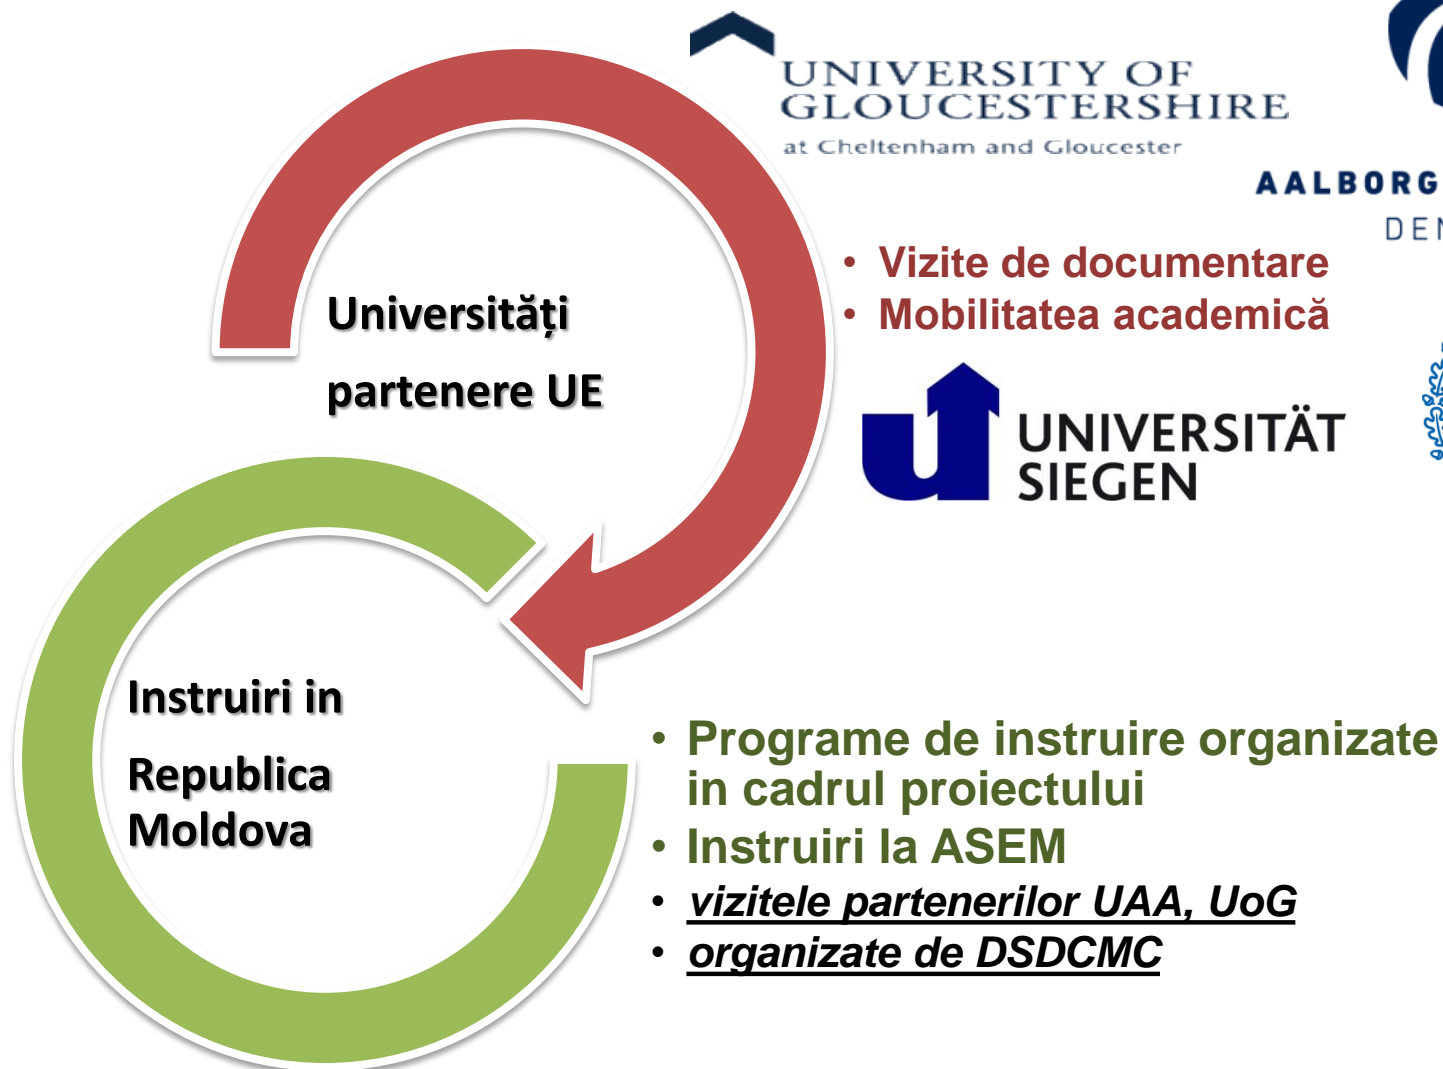 UNIVERSITY OF
GLOUCESTERSHIRE
at Cheltenham and Gloucester
AALBORG
• Vizite de documentare
• Mobilitatea academică
Universități
partenere UE
UNIVERSITÄT
SIEGEN
Instruiri in
Republica
Moldova
• Programe de instruire organizate
in cadrul proiectului
• Instruiri la ASEM
• vizitele partenerilor UAA, UoG
• organizate de DSDCMC